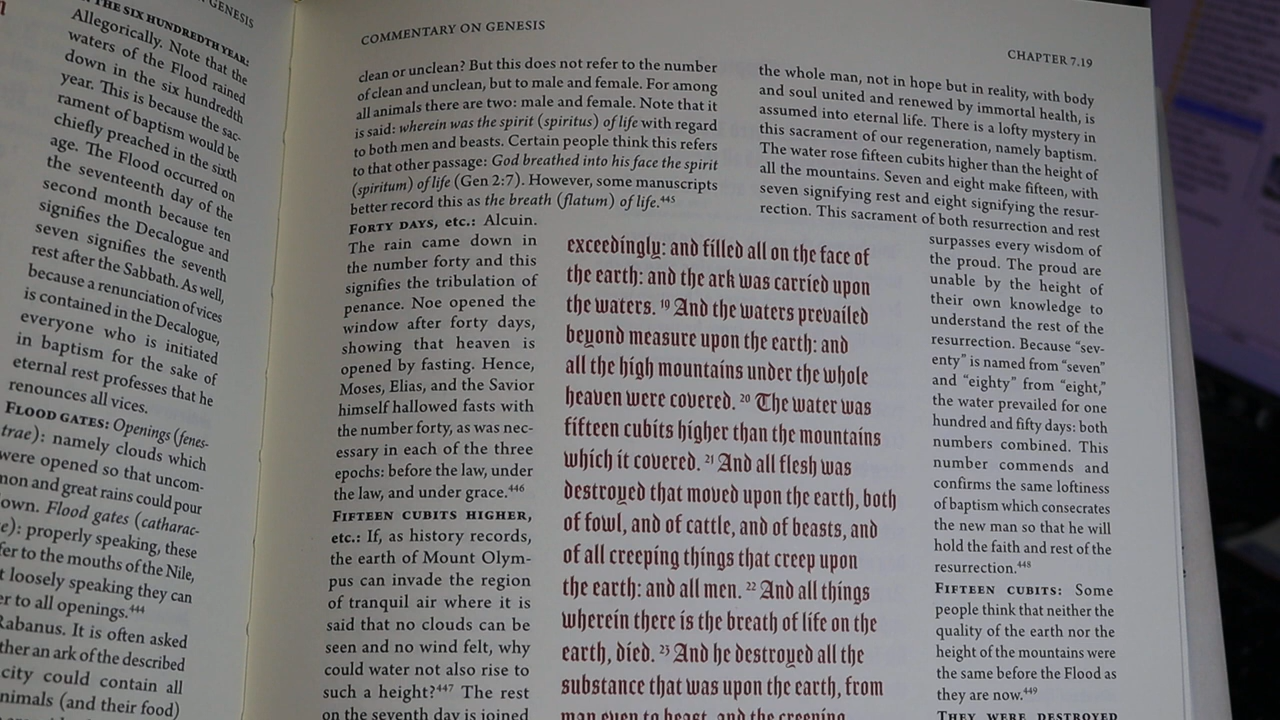 GENESIS
THE SIX HUNDREDTH YEAR:
Allegorically. Note that the
waters of the Flood rained
down in the six hundredth
year. This is because the sac-
rament of baptism would be
chiefly preached in the sixth
age. The Flood occurred on
the seventeenth day of the
second month because ten
signifies the Decalogue and
seven signifies the seventh
rest after the Sabbath. As well,
because a renunciation of vices
is contained in the Decalogue,
everyone who is initiated
in baptism for the sake of
eternal rest professes that he
renounces all vices.
FLOOD GATES: Openings (fenes-
trae): namely clouds which
were opened so that uncom-
mon and great rains could pour
own. Flood gates (catharac-
e): properly speaking, these
fer to the mouths of the Nile,
t loosely speaking they can
er to all openings.444
Rabanus. It is often asked
ther an ark of the described
city could contain all
nimals (and their food)
COMMENTARY ON GENESIS
CHAPTER 7.19
clean or unclean? But this does not refer to the number
of clean and unclean, but to male and female. For among
all animals there are two: male and female. Note that it
is said: wherein was the spirit (spiritus) of life with regard
to both men and beasts. Certain people think this refers
to that other passage: God breathed into his face the spirit
(spiritum) of life (Gen 2:7). However, some manuscripts
better record this as the breath (flatum) of life.445
FORTY DAYS, etc.: Alcuin.
The rain came down in
the number forty and this
signifies the tribulation of
penance. Noe opened the
window after forty days,
showing that heaven is
opened by fasting. Hence,
Moses, Elias, and the Savior
himself hallowed fasts with
the number forty, as was nec-
essary in each of the three
epochs: before the law, under
the law, and under grace.446
FIFTEEN CUBITS HIGHER,
etc.: If, as history records,
the earth of Mount Olym-
pus can invade the region
of tranquil air where it is
said that no clouds can be
seen and no wind felt, why
could water not also rise to
such a height?447 The rest
on the seventh day is joined
exceedingly: and filled all on the face of
the earth: and the ark was carried upon
the waters. 19 And the waters prevailed
beyond measure upon the earth: and
all the high mountains under the whole
heaven were covered. 20 The water was
fifteen cubits higher than the mountains
which it covered. 21 And all flesh was
destroyed that moved upon the earth, both
of fowl, and of cattle, and of beasts, and
of all creeping things that creep upon
the earth: and all men. 22 And all things
wherein there is the breath of life on the
earth, died. 23 And he destroyed all the
substance that was upon the earth, from
man even to beast, and the creeping
the whole man, not in hope but in reality, with body
and soul united and renewed by immortal health, is
assumed into eternal life. There is a lofty mystery in
this sacrament of our regeneration, namely baptism.
The water rose fifteen cubits higher than the height of
all the mountains. Seven and eight make fifteen, with
seven signifying rest and eight signifying the resur-
rection. This sacrament of both resurrection and rest
surpasses every wisdom of
the proud. The proud are
unable by the height of
their own knowledge to
understand the rest of the
resurrection. Because “sev-
enty” is named from “seven”
and “eighty” from “eight,”
the water prevailed for one
hundred and fifty days: both
numbers combined. This
number commends and
confirms the same loftiness
of baptism which consecrates
the new man so that he will
hold the faith and rest of the
resurrection.448
FIFTEEN CUBITS: Some
people think that neither the
quality of the earth nor the
height of the mountains were
the same before the Flood as
they are now.449
THEY WERE DESTROYED